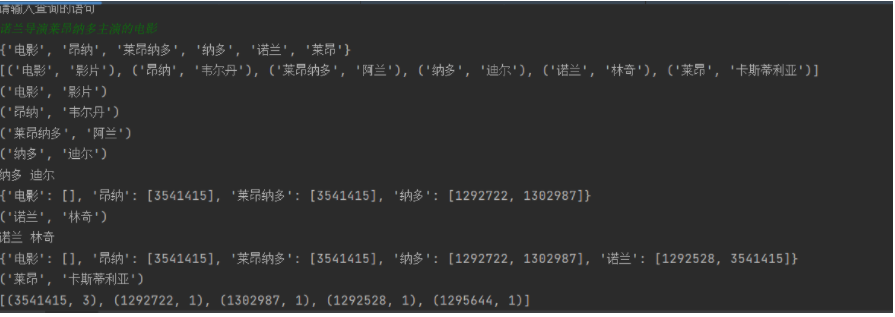 请输入查询的语句
诺兰导演莱昂纳多主演的电影
{'电影', '昂纳', '莱昂纳多', '纳多', '诺兰', '莱昂'}
[('电影', '影片'), ('昂纳', '韦尔丹'), ('莱昂纳多', '阿兰'), ('纳多', '迪尔'), ('诺兰', '林奇'), ('莱昂', '卡斯蒂利亚')]
('电影', '影片')
('昂纳', '韦尔丹')
('莱昂纳多', '阿兰')
('纳多', '迪尔')
纳多 迪尔
{'电影': [], '昂纳': [3541415], '莱昂纳多': [3541415], '纳多': [1292722, 1302987]}
('诺兰', '林奇')
诺兰 林奇
{'电影': [], '昂纳': [3541415], '莱昂纳多': [3541415], '纳多': [1292722, 1302987], '诺兰': [1292528, 3541415]}
('莱昂', '卡斯蒂利亚')
[(3541415, 3), (1292722, 1), (1302987, 1), (1292528, 1), (1295644, 1)]